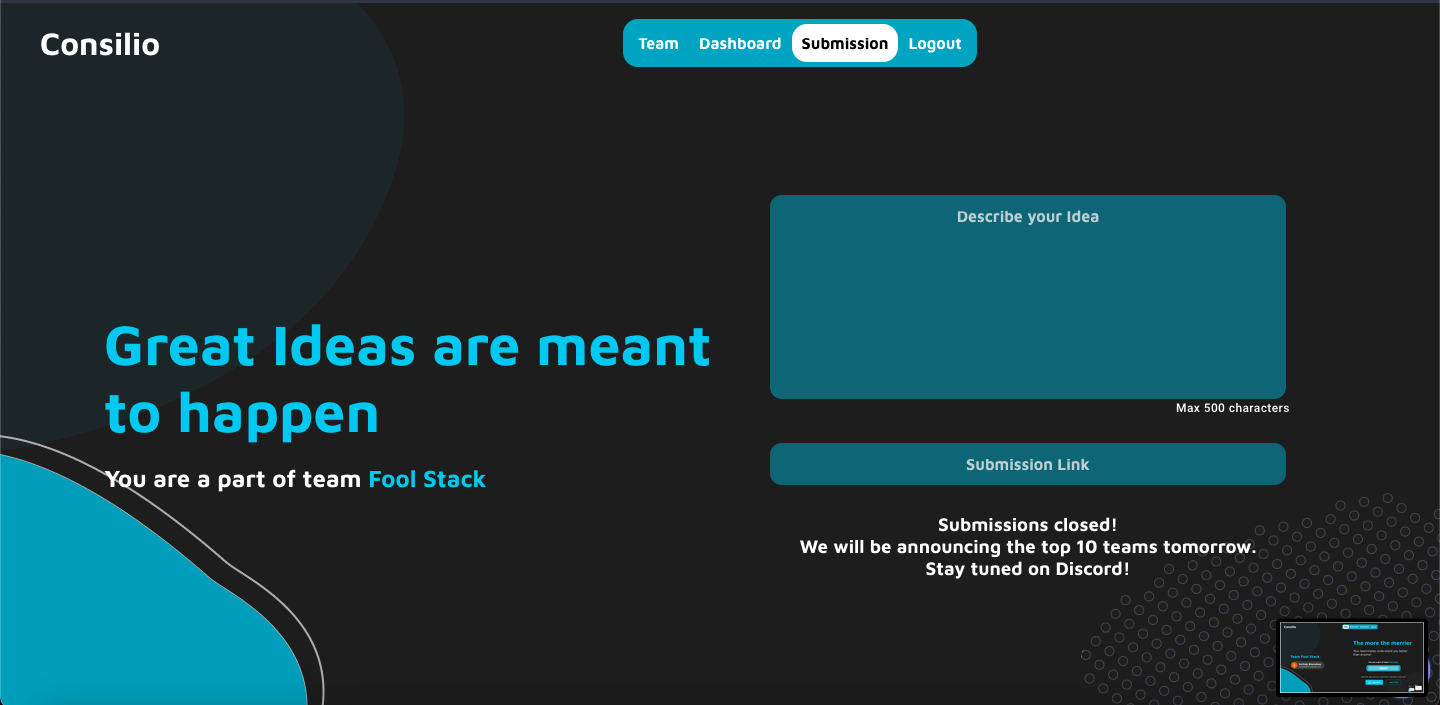 Consilio
Team Dashboard Submission Logout
Describe your Idea
Great Ideas are meant
to happen
Max 500 characters
You are a part of team Fool Stack
Submission Link
Submissions closed!
We will be announcing the top 10 teams tomorrow.
Stay tuned on Discord!
Consilio
The more the merrier
Team Fool Stack